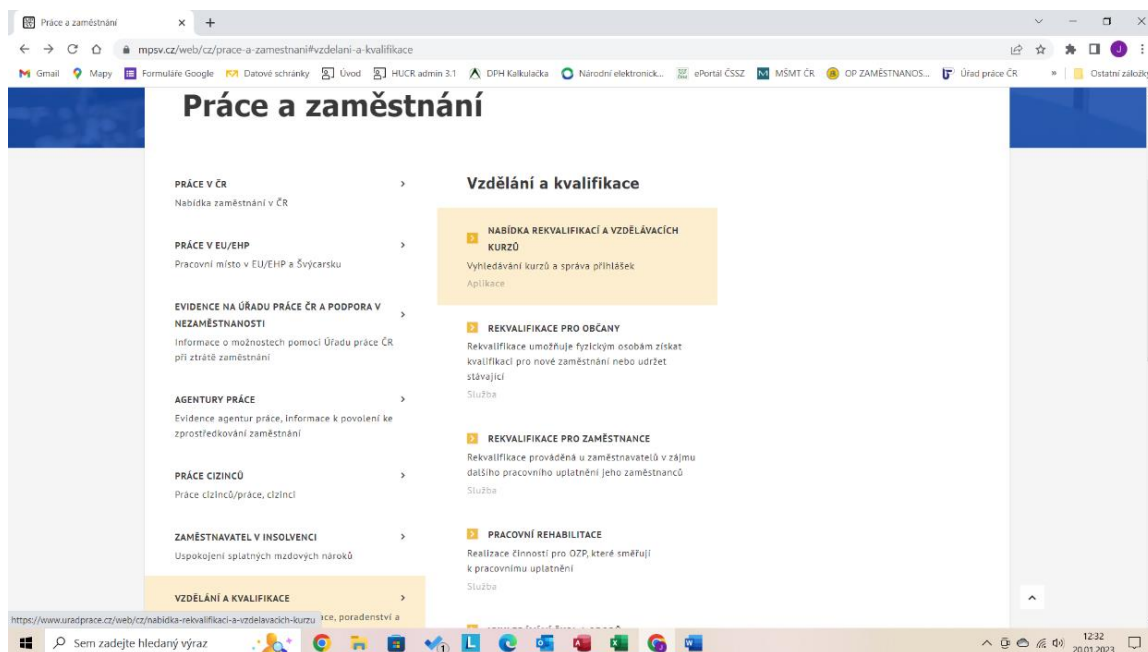 Práce a zaměstnání
mpsv.cz/web/cz/prace-a-zamestnani#vzdelani-a-kvalifikace
Gmail Mapy Formuláře Google Datové schránky Úvod HUCR admin 3.1 DPH Kalkulačka Národní elektronick... ePortál ČSSZ MŠMT ČR OP ZAMĚSTNANOS... Úřad práce ČR » Ostatní záložky
Práce a zaměstnání
PRÁCE V ČR
Nabídka zaměstnání v ČR
PRÁCE V EU/EHP
Pracovní místo v EU/EHP a Švýcarsku
EVIDENCE NA ÚŘADU PRÁCE ČR A PODPORA V
NEZAMĚSTNANOSTI
Informace o možnostech pomoci Úřadu práce ČR
při ztrátě zaměstnání
AGENTURY PRÁCE
Evidence agentur práce, informace k povolení ke
zprostředkování zaměstnání
PRÁCE CIZINCŮ
Práce cizinců/práce, cizinci
ZAMĚSTNAVATEL V INSOLVENCI
Uspokojení splatných mzdových nároků
VZDĚLÁNÍ A KVALIFIKACE
ace, poradenství a
Vzdělání a kvalifikace
NABÍDKA REKVALIFIKACÍ A VZDĚLÁVACÍCH
KURZŮ
Vyhledávání kurzů a správa přihlášek
Aplikace
REKVALIFIKACE PRO OBČANY
Rekvalifikace umožňuje fyzickým osobám získat
kvalifikaci pro nové zaměstnání nebo udržet
stávající
Služba
REKVALIFIKACE PRO ZAMĚSTNANCE
Rekvalifikace prováděná u zaměstnavatelů v zájmu
dalšího pracovního uplatnění jeho zaměstnanců
Služba
PRACOVNÍ REHABILITACE
Realizace činností pro OZP, které směřují
k pracovnímu uplatnění
Služba
https://www.uradprace.cz/web/cz/nabidka-rekvalifikaci-a-vzdelavacich-kurzu
Sem zadejte hledaný výraz
12:32
20.01.2023